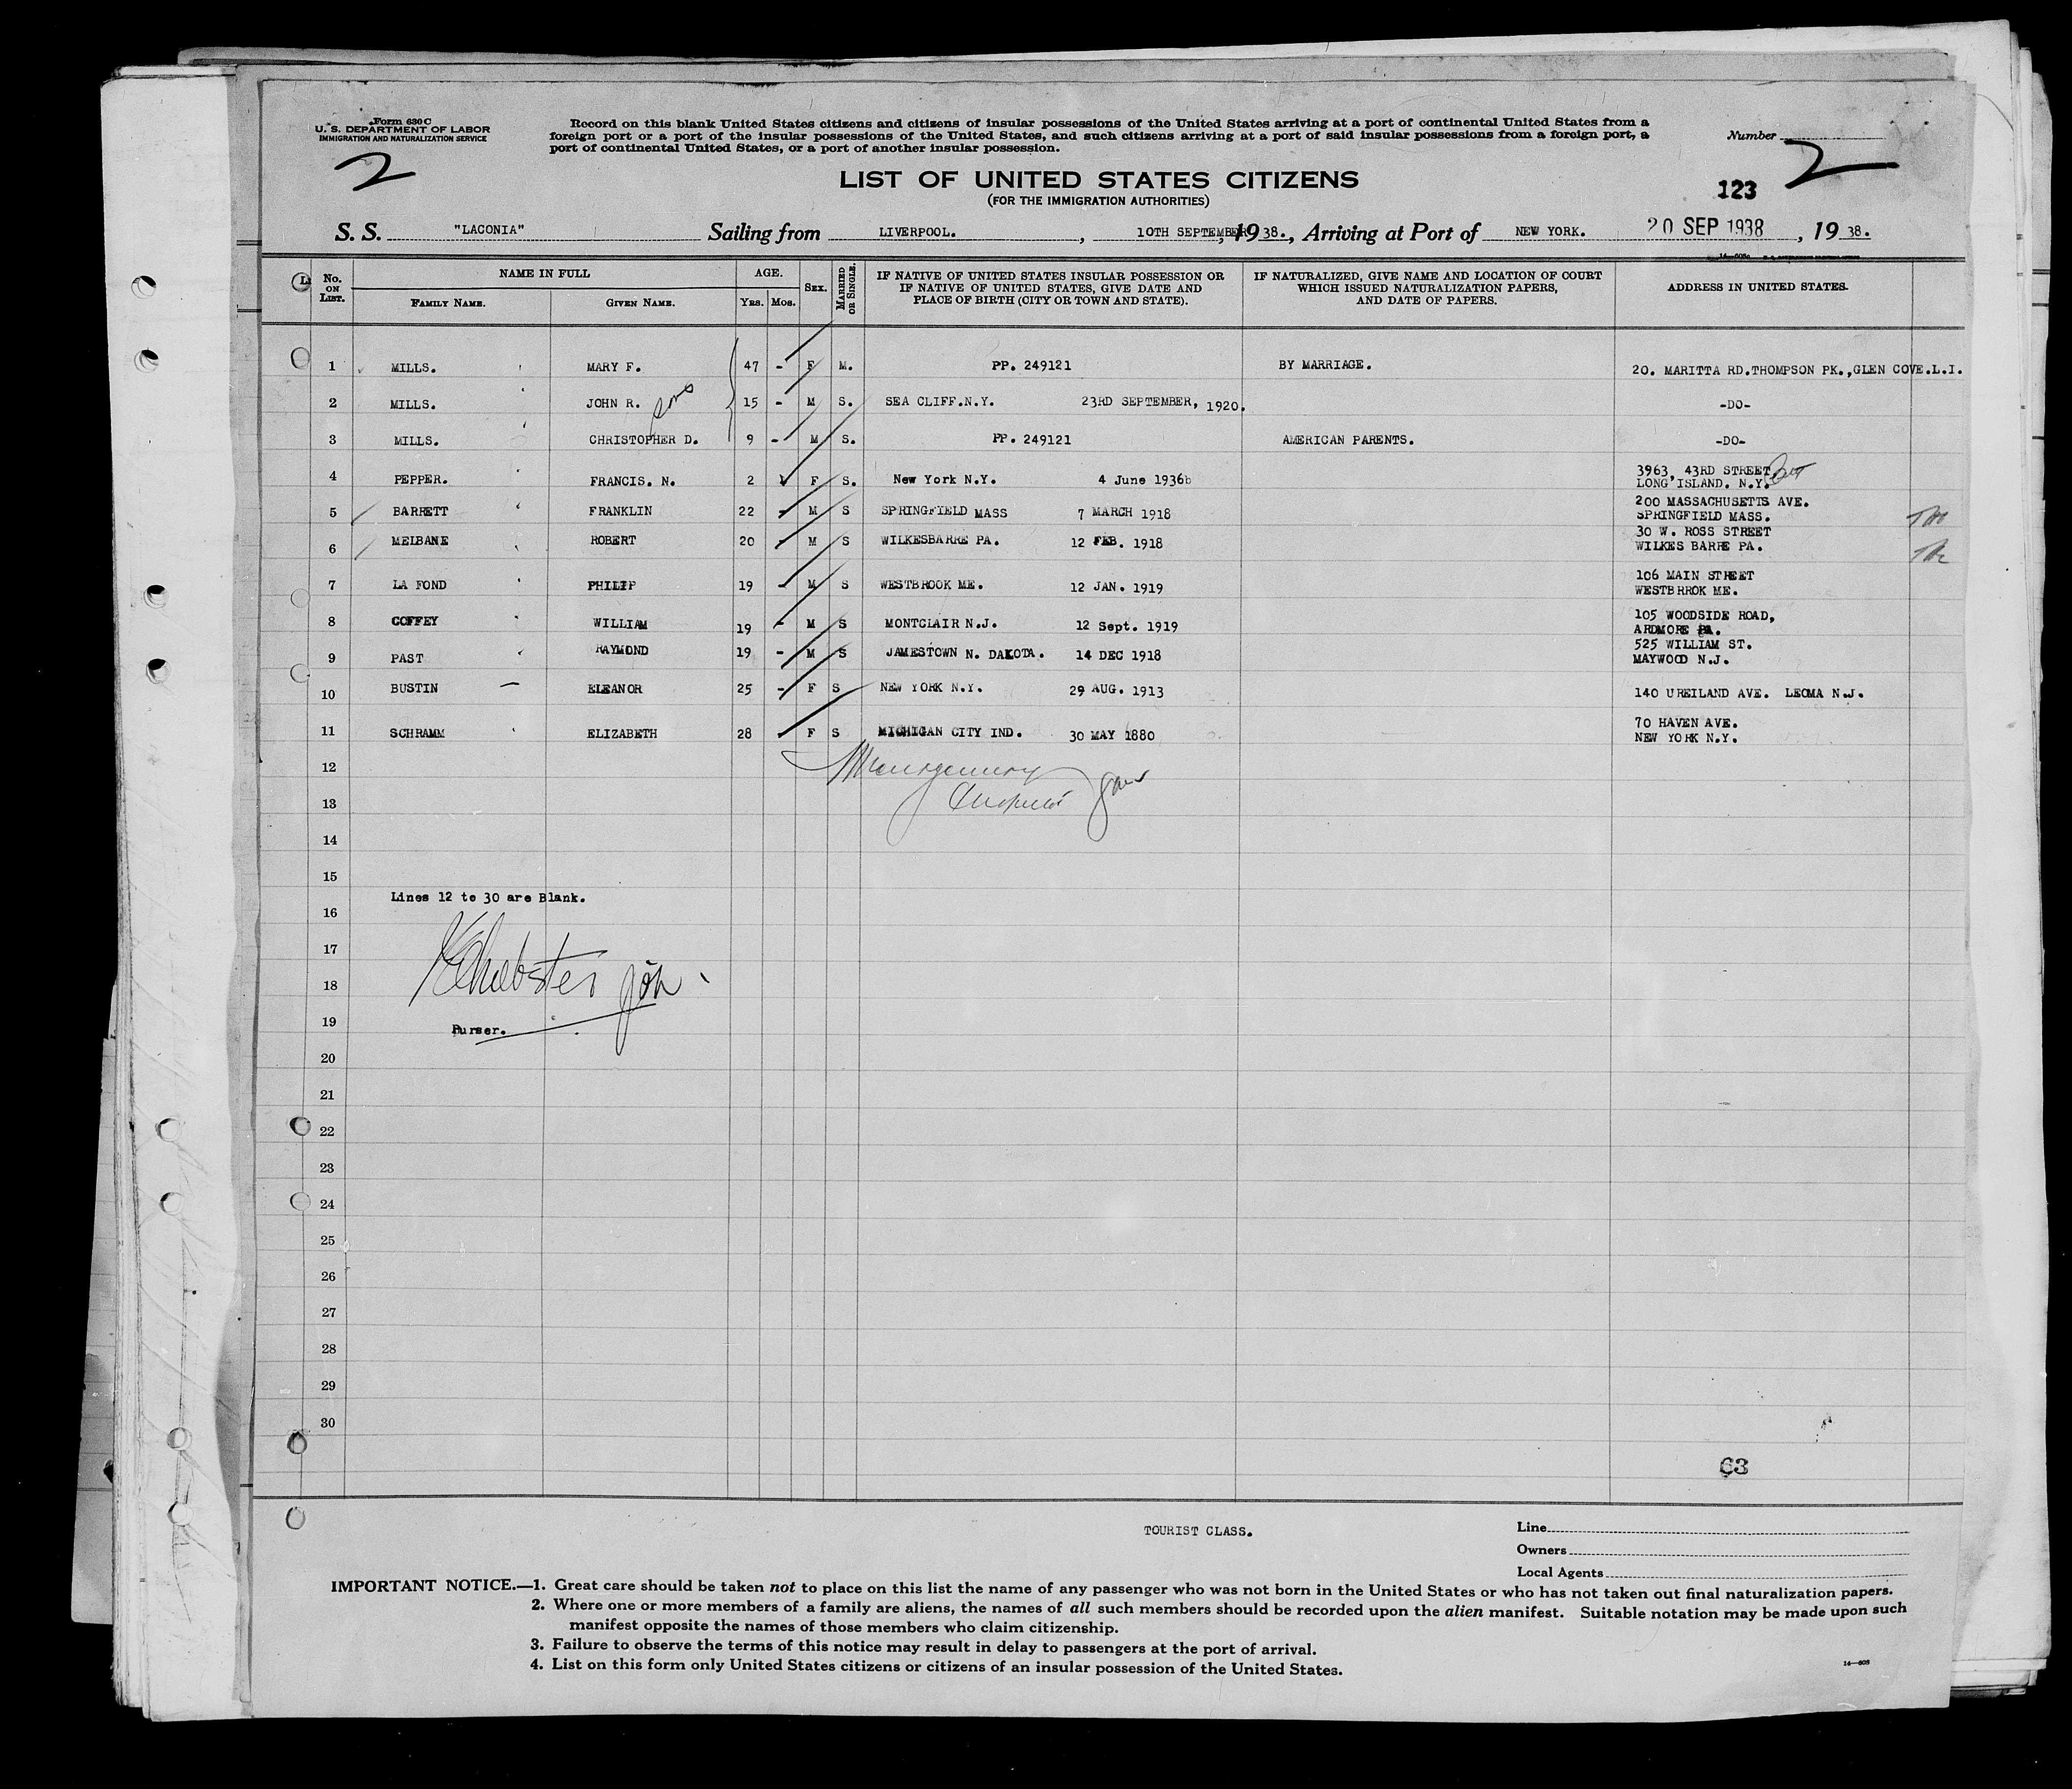 Form 630 C
U. S. DEPARTMENT OF LABOR
IMMIGRATION AND NATURALIZATION SERVICE
2
Record on this blank United States citizens and citizens of insular possessions of the United States arriving at a port of continental United States from a
foreign port or a port of the insular possessions of the United States, and such citizens arriving at a port of said insular possessions from a foreign port, a
port of continental United States, or a port of another insular possession.
Number
2
LIST OF UNITED STATES CITIZENS
(FOR THE IMMIGRATION AUTHORITIES)
123
S. S. "LACONIA" Sailing from LIVERPOOL. , 10TH SEPTEMBER, 1938., Arriving at Port of NEW YORK. 20 SEP 1938 , 19 38.
No. ON LIST. NAME IN FULL AGE. SEX. MARRIED OR SINGLE. IF NATIVE OF UNITED STATES INSULAR POSSESSION OR IF NATIVE OF UNITED STATES, GIVE DATE AND PLACE OF BIRTH (CITY OR TOWN AND STATE). IF NATURALIZED, GIVE NAME AND LOCATION OF COURT WHICH ISSUED NATURALIZATION PAPERS, AND DATE OF PAPERS. ADDRESS IN UNITED STATES.
FAMILY NAME. GIVEN NAME. YRS. MOS.
1 MILLS. MARY F. 47 - F M. PP. 249121 BY MARRIAGE. 20. MARITTA RD.THOMPSON PK.,GLEN COVE.L.I.
2 MILLS. JOHN R. sons 15 - M S. SEA CLIFF.N.Y. 23RD SEPTEMBER, 1920. -DO-
3 MILLS. CHRISTOPHER D. 9 - M S. PP. 249121 AMERICAN PARENTS. -DO-
4 PEPPER. FRANCIS. N. 2 F S. New York N.Y. 4 June 1936 3963, 43RD STREET
LONG ISLAND. N.Y.
5 BARRETT FRANKLIN 22 - M S SPRINGFIELD MASS 7 MARCH 1918 200 MASSACHUSETTS AVE.
SPRINGFIELD MASS.
6 MELBANE ROBERT 20 - M S WILKESBARRE PA. 12 FEB. 1918 30 W. ROSS STREET
WILKES BARRE PA.
7 LA FOND PHILIP 19 - M S WESTBROOK ME. 12 JAN. 1919 106 MAIN STREET
WESTBRROK ME.
8 COFFEY WILLIAM 19 - M S MONTCLAIR N.J. 12 Sept. 1919 105 WOODSIDE ROAD,
ARDMORE PA.
9 PAST RAYMOND 19 - M S JAMESTOWN N. DAKOTA. 14 DEC 1918 525 WILLIAM ST.
MAYWOOD N.J.
10 BUSTIN ELEANOR 25 - F S NEW YORK N.Y. 29 AUG. 1913 140 UREILAND AVE. LEOMA N.J.
11 SCHRAMM ELIZABETH 28 F S MICHIGAN CITY IND. 30 MAY 1880 70 HAVEN AVE.
NEW YORK N.Y.
12 Montgomery
13
14
15
Lines 12 to 30 are Blank.
16
17
18
19
Purser.
20
21
22
23
24
25
26
27
28
29
30
63
TOURIST CLASS.
Line
Owners
Local Agents
IMPORTANT NOTICE.—1. Great care should be taken not to place on this list the name of any passenger who was not born in the United States or who has not taken out final naturalization papers.
2. Where one or more members of a family are aliens, the names of all such members should be recorded upon the alien manifest. Suitable notation may be made upon such
manifest opposite the names of those members who claim citizenship.
3. Failure to observe the terms of this notice may result in delay to passengers at the port of arrival.
4. List on this form only United States citizens or citizens of an insular possession of the United States.